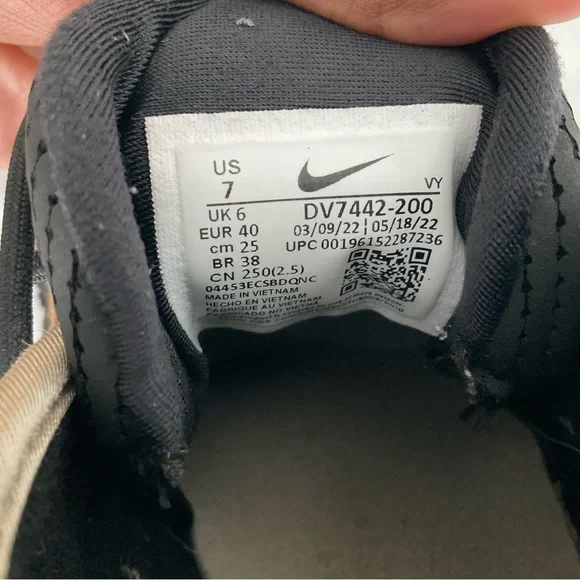 US
7
VY
UK 6
DV7442-200
EUR 40
03/09/22 | 05/18/22
cm 25
UPC 00196152287236
BR 38
CN 250(2.5)
04453ECSBDQNC
MADE IN VIETNAM
HECHO EN VIETNAM
FABRIQUE AU VIETNAM